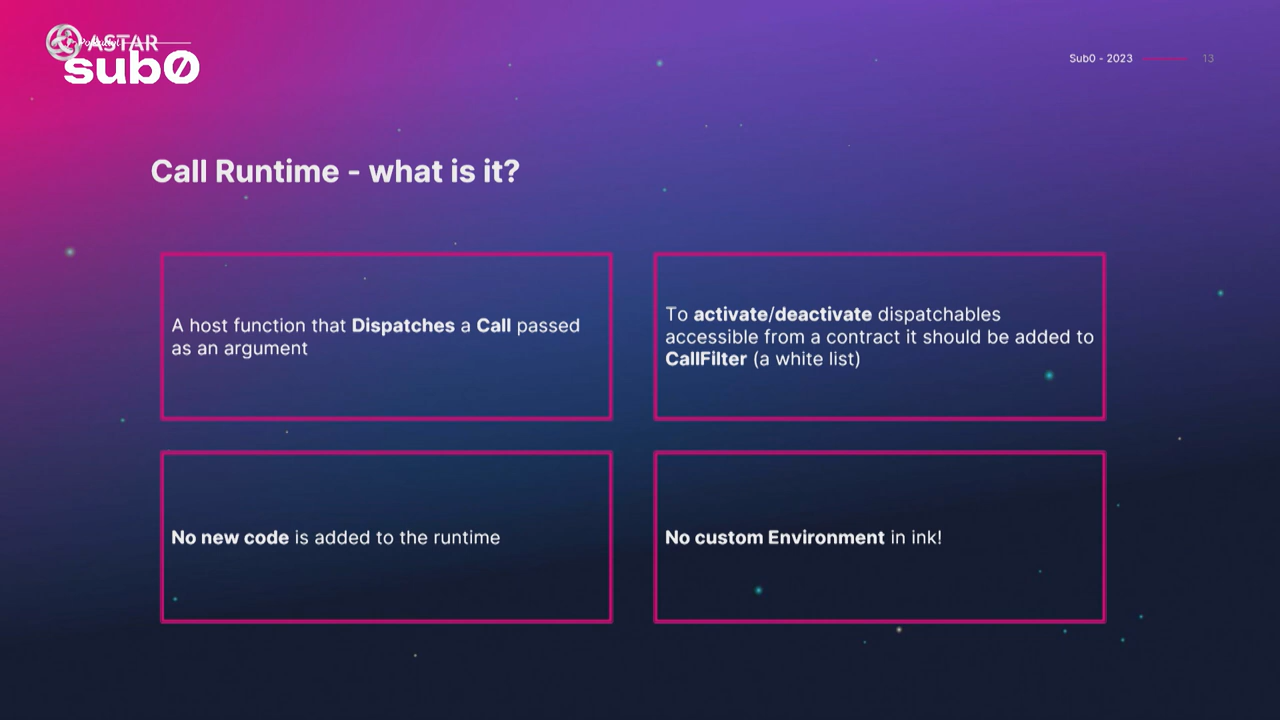 ASTAR
sub0
Sub0 - 2023
13
Call Runtime - what is it?
A host function that Dispatches a Call passed
as an argument
To activate/deactivate dispatchables
accessible from a contract it should be added to
CallFilter (a white list)
No new code is added to the runtime
No custom Environment in ink!